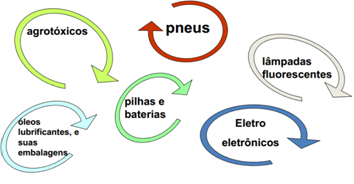 agrotóxicos
pneus
lâmpadas
fluorescentes
pilhas e
baterias
óleos
lubrificantes, e
suas
embalagens
Eletro
eletrônicos